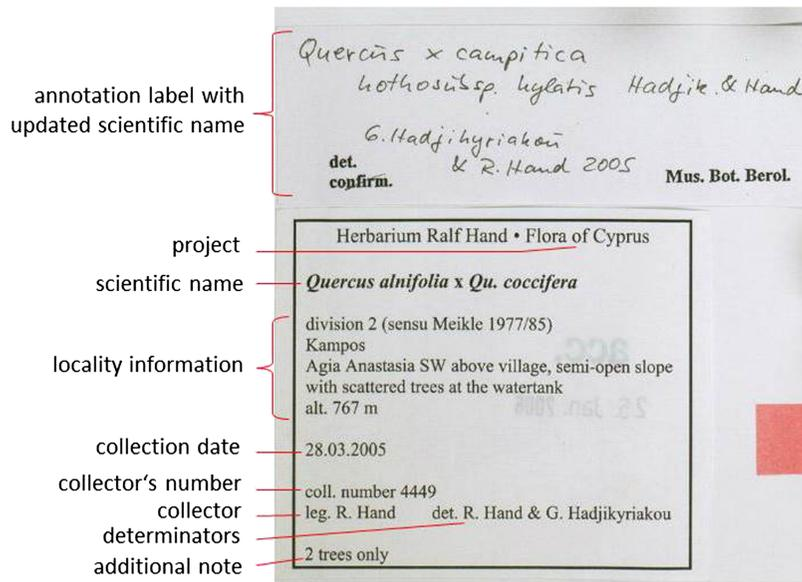 Quercus x campitica
nothosubsp. hylatis Hadjik. & Hand
annotation label with
updated scientific name
G. Hadjikyriakou
det. & R. Hand 2005
confirm. Mus. Bot. Berol.
project
Herbarium Ralf Hand • Flora of Cyprus
scientific name
Quercus alnifolia x Qu. coccifera
division 2 (sensu Meikle 1977/85)
Kampos
locality information
Agia Anastasia SW above village, semi-open slope
with scattered trees at the watertank
alt. 767 m
acc.
25. Jan. 2006
collection date
28.03.2005
collector's number
coll. number 4449
collector
leg. R. Hand det. R. Hand & G. Hadjikyriakou
determinators
additional note
2 trees only